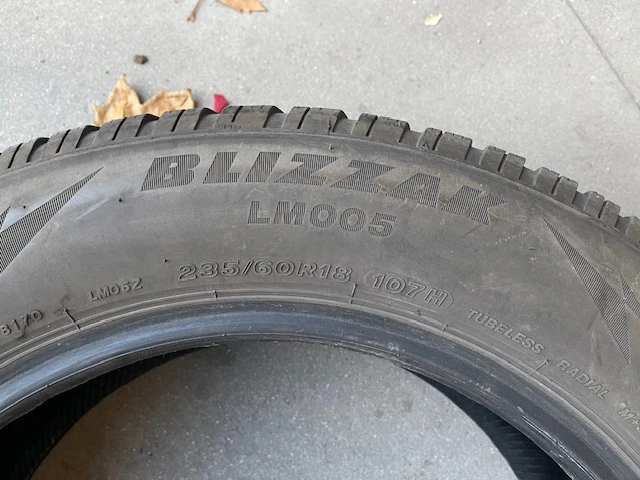 BLIZZAK
LM005
235/60R18 107H
LM05Z
TUBELESS RADIAL